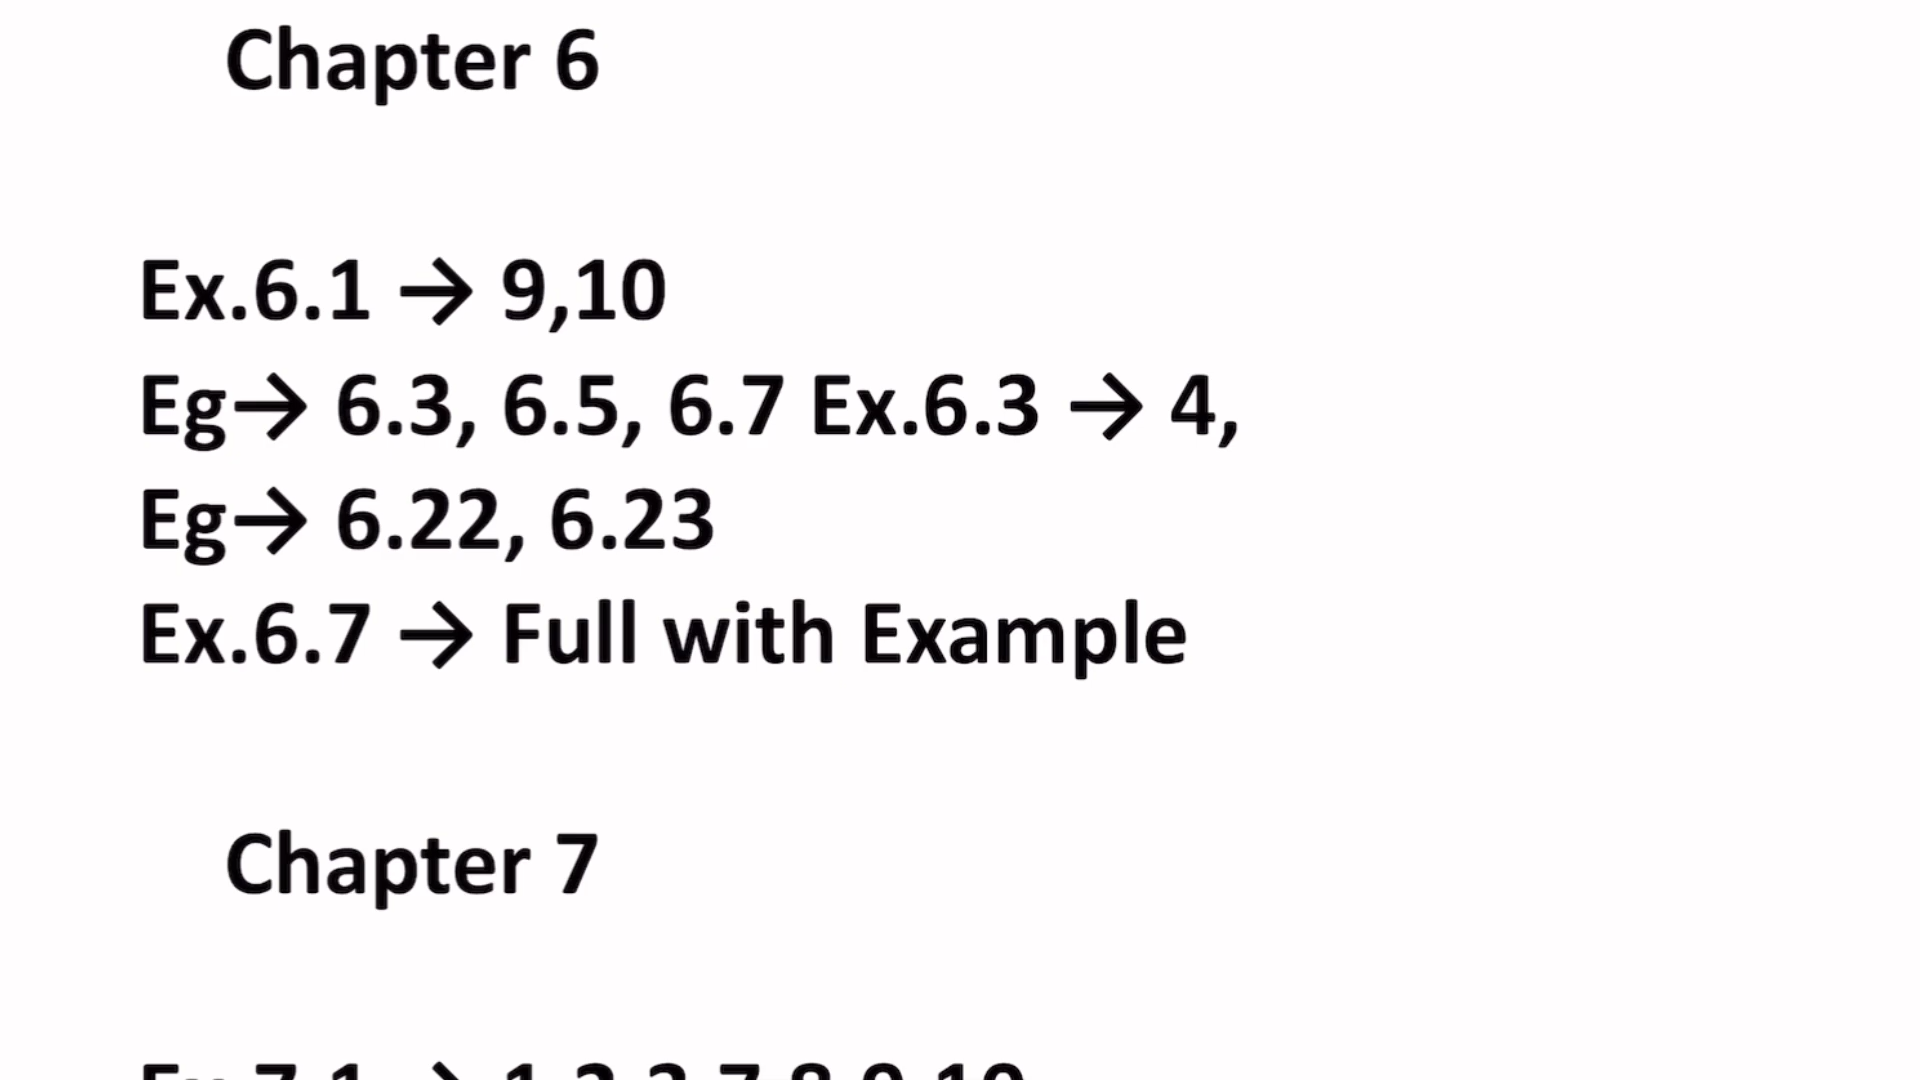 Chapter 6
Ex.6.1 → 9,10
Eg→ 6.3, 6.5, 6.7 Ex.6.3 → 4,
Eg→ 6.22, 6.23
Ex.6.7 → Full with Example
Chapter 7